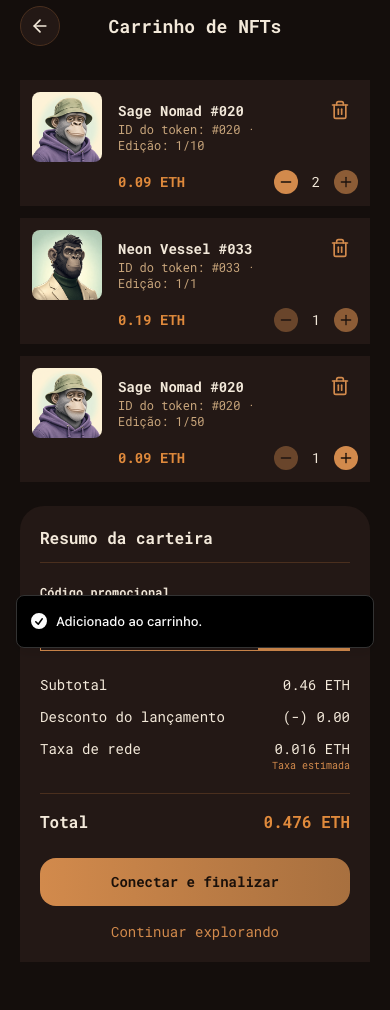 Carrinho de NFTs
Sage Nomad #020
ID do token: #020 ·
Edição: 1/10
0.09 ETH
2
Neon Vessel #033
ID do token: #033 ·
Edição: 1/1
0.19 ETH
1
Sage Nomad #020
ID do token: #020 ·
Edição: 1/50
0.09 ETH
1
Resumo da carteira
Código promocional
Adicionado ao carrinho.
Subtotal 0.46 ETH
Desconto do lançamento (-) 0.00
Taxa de rede 0.016 ETH
Taxa estimada
Total 0.476 ETH
Conectar e finalizar
Continuar explorando